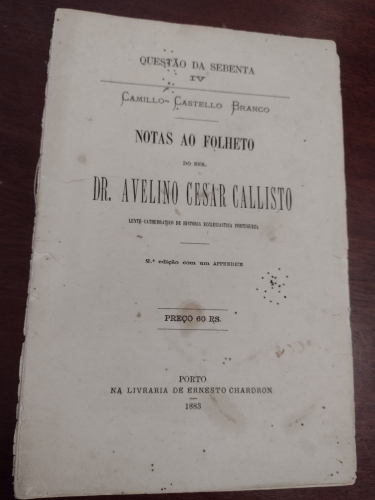 QUESTÃO DA SEBENTA
IV
CAMILLO CASTELLO BRANCO
NOTAS AO FOLHETO
DO SNR.
DR. AVELINO CESAR CALLISTO
LENTE CATHEDRATICO DE HISTORIA ECCLESIASTICA PORTUGUEZA
2.ª edição com um APPENDICE
PREÇO 60 RS.
PORTO
NA LIVRARIA DE ERNESTO CHARDRON
1883